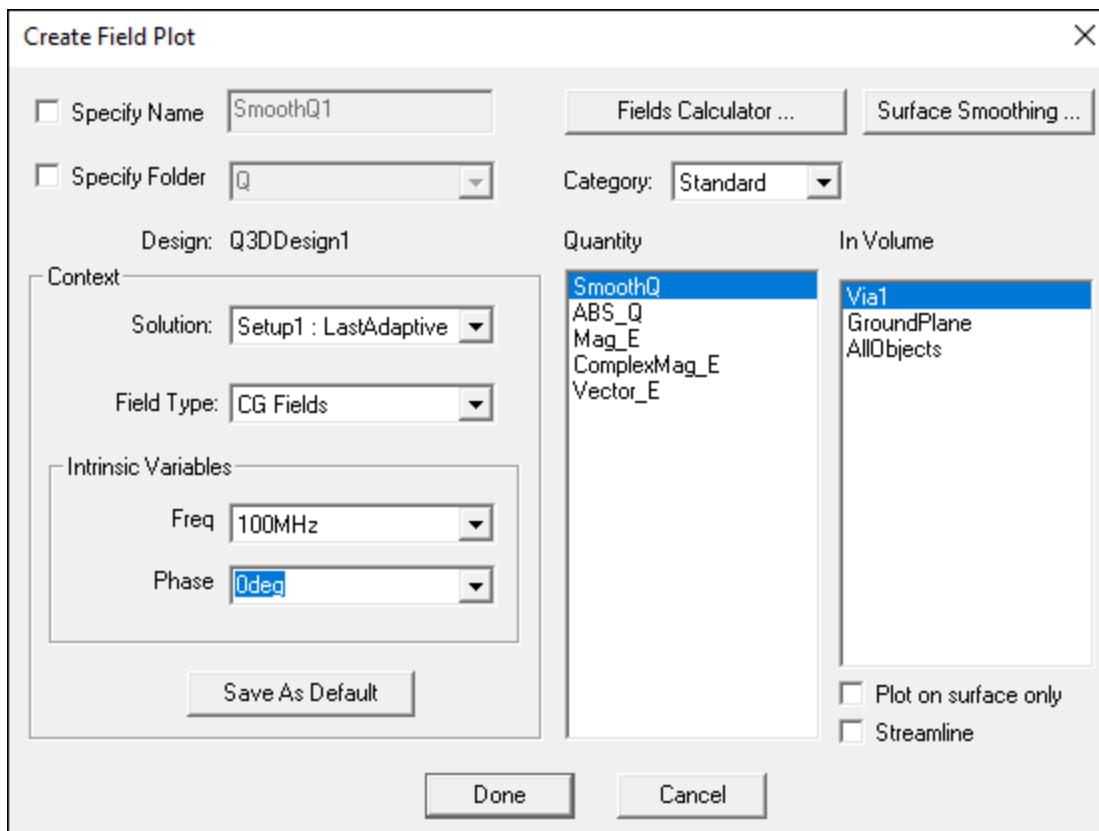 Create Field Plot
Specify Name
SmoothQ1
Fields Calculator ...
Surface Smoothing ...
Specify Folder
Q
Category:
Standard
Design:
Q3DDesign1
Quantity
In Volume
Context
Solution:
Setup1 : LastAdaptive
Field Type:
CG Fields
Intrinsic Variables
Freq
100MHz
Phase
0deg
Save As Default
SmoothQ
ABS_Q
Mag_E
ComplexMag_E
Vector_E
Via1
GroundPlane
AllObjects
Plot on surface only
Streamline
Done
Cancel